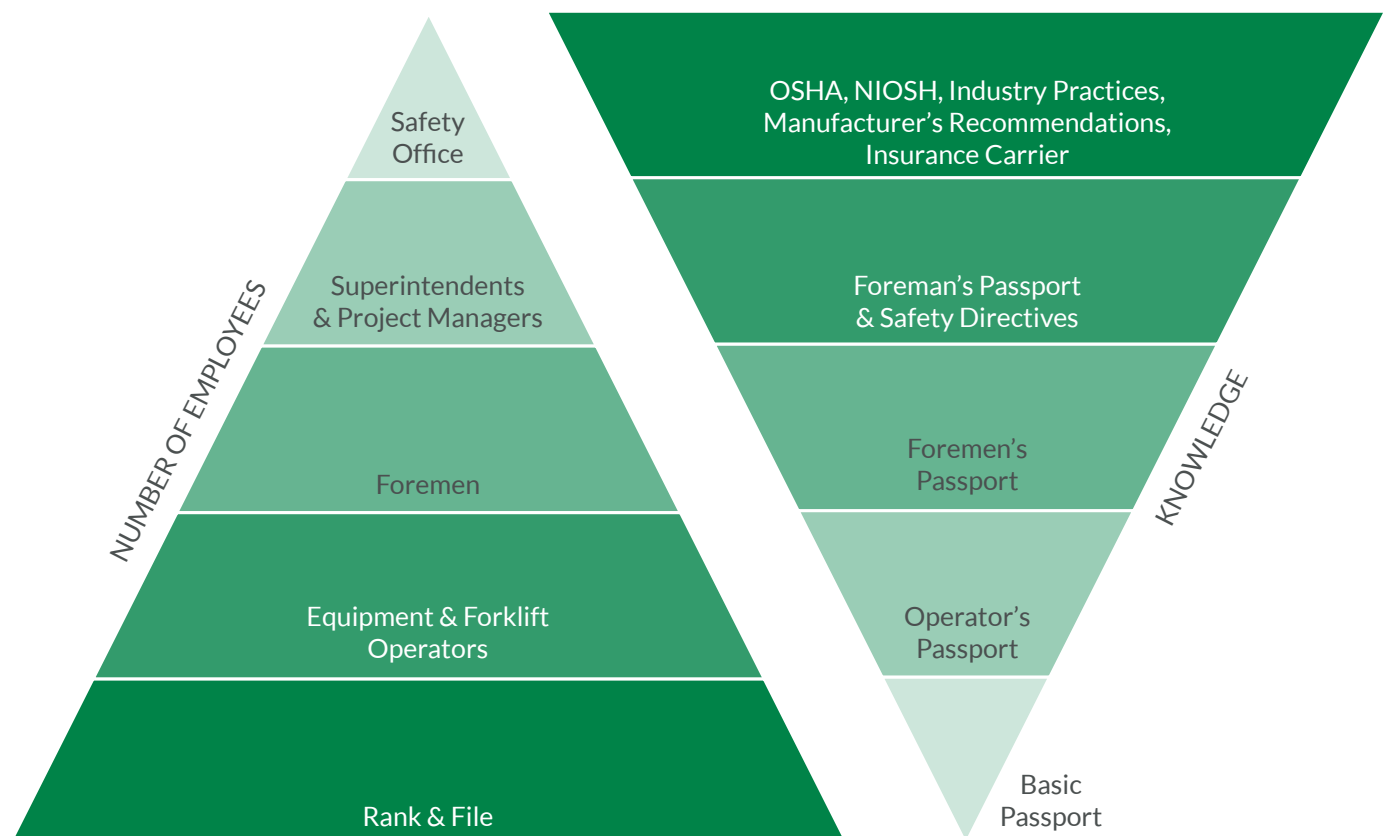 Safety
Office
Superintendents
& Project Managers
Foremen
Equipment & Forklift
Operators
Rank & File
NUMBER OF EMPLOYEES
OSHA, NIOSH, Industry Practices,
Manufacturer’s Recommendations,
Insurance Carrier
Foreman’s Passport
& Safety Directives
Foremen’s
Passport
Operator’s
Passport
Basic
Passport
KNOWLEDGE